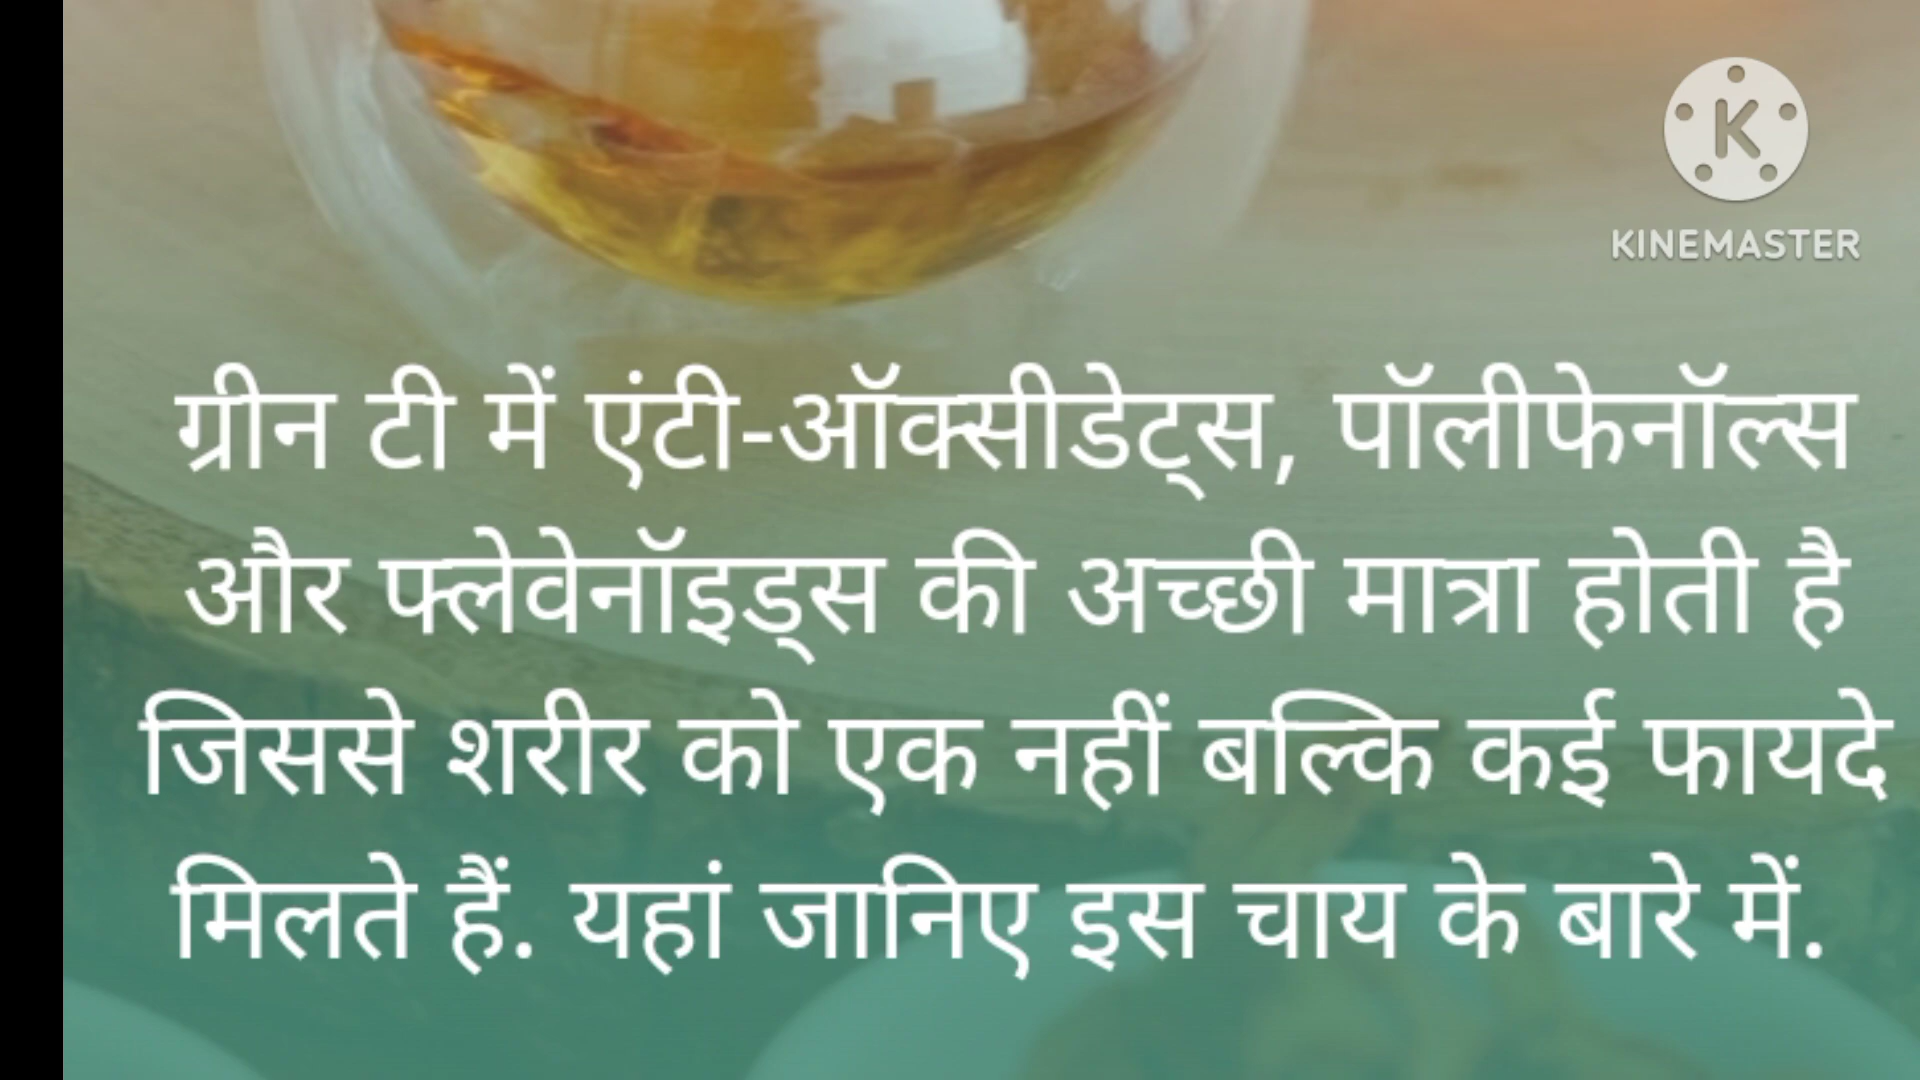 KINEMASTER
ग्रीन टी में एंटी-ऑक्सीडेट्स, पॉलीफेनॉल्स
और फ्लेवेनॉइड्स की अच्छी मात्रा होती है
जिससे शरीर को एक नहीं बल्कि कई फायदे
मिलते हैं. यहां जानिए इस चाय के बारे में.